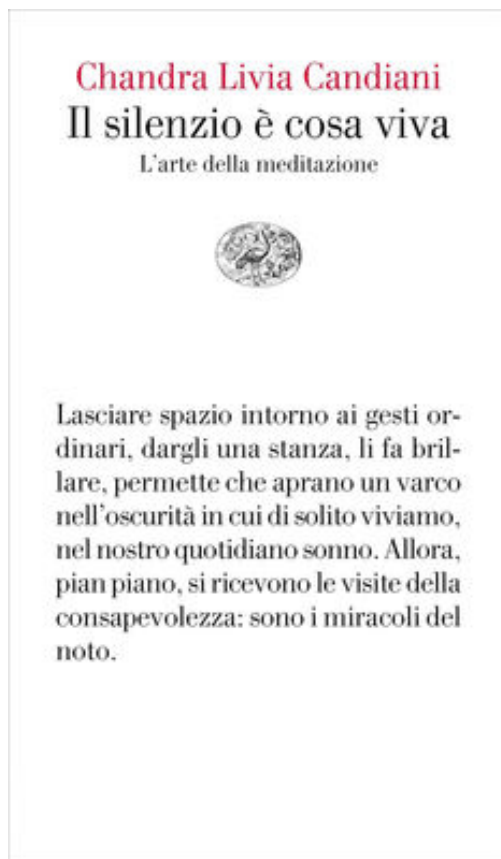 Chandra Livia Candiani
Il silenzio è cosa viva
L'arte della meditazione
Lasciare spazio intorno ai gesti or-
dinari, dargli una stanza, li fa bril-
lare, permette che aprano un varco
nell'oscurità in cui di solito viviamo,
nel nostro quotidiano sonno. Allora,
pian piano, si ricevono le visite della
consapevolezza: sono i miracoli del
noto.